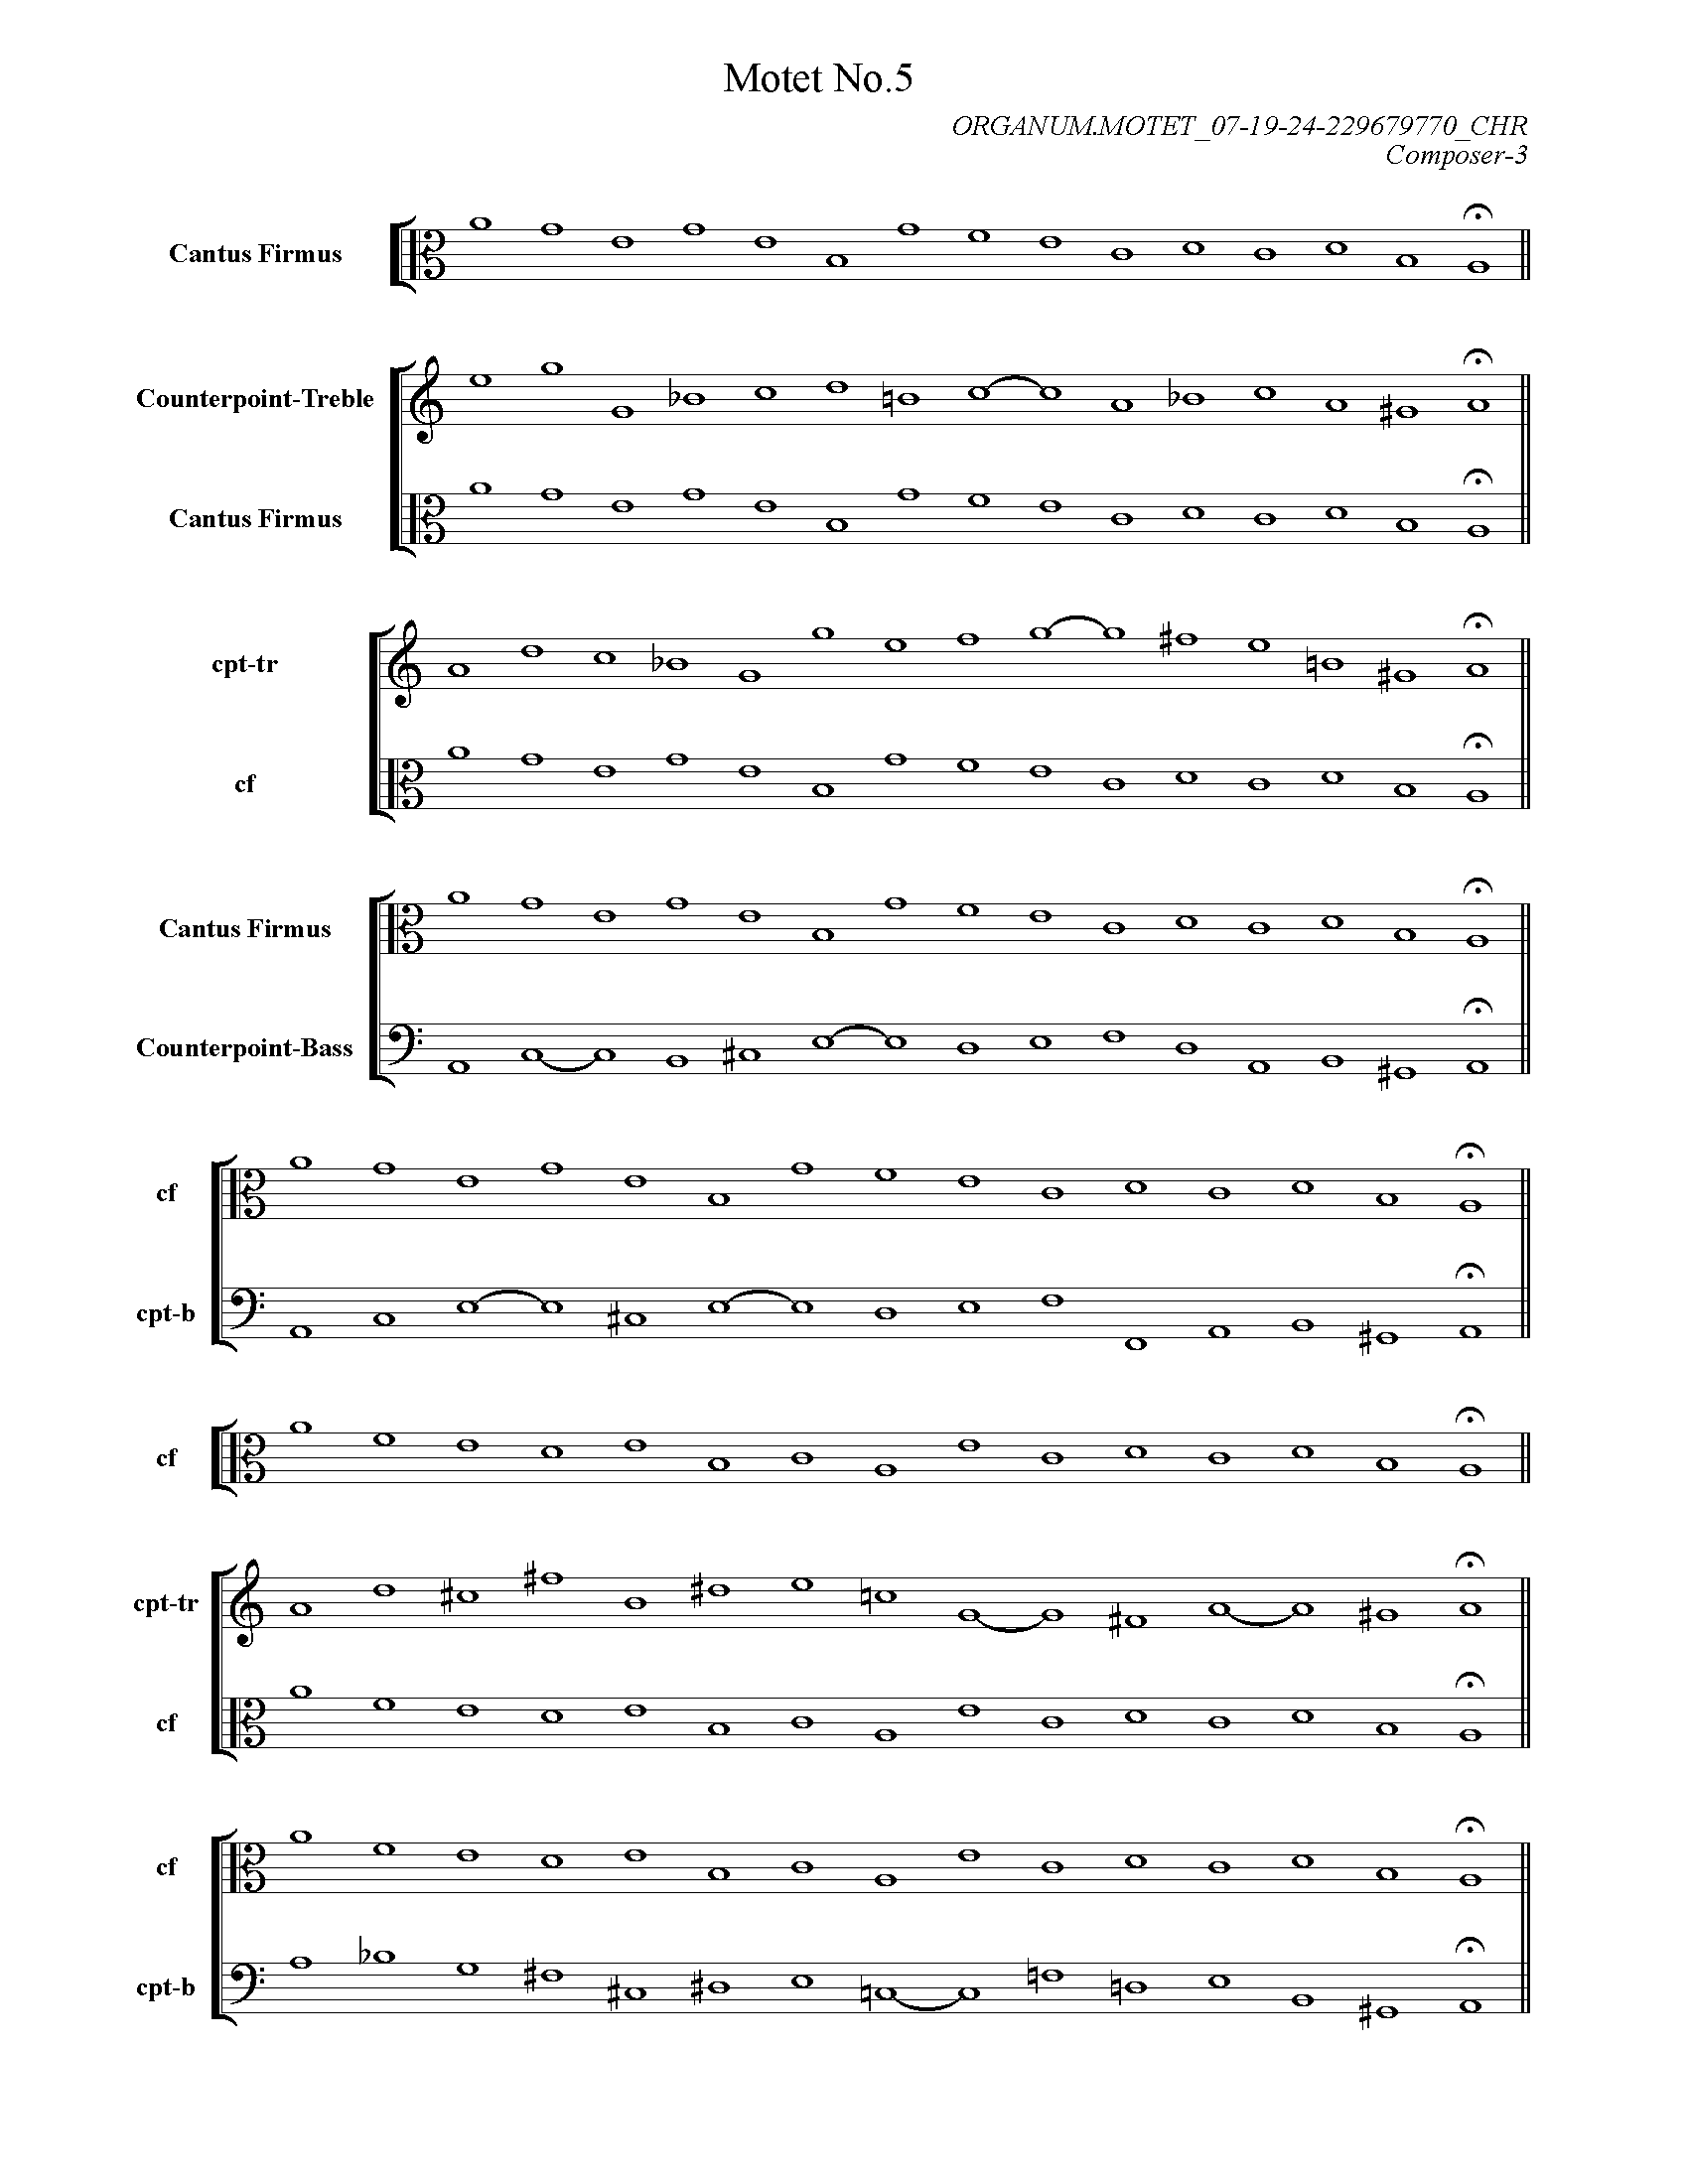 Motet No.5
ORGANUM.MOTET_07-19-24-229679770_CHR
Composer-3
Cantus Firmus
Counterpoint-Treble
Cantus Firmus
cpt-tr
cf
Cantus Firmus
Counterpoint-Bass
cf
cpt-b
cf
cpt-tr
cf
cf
cpt-b